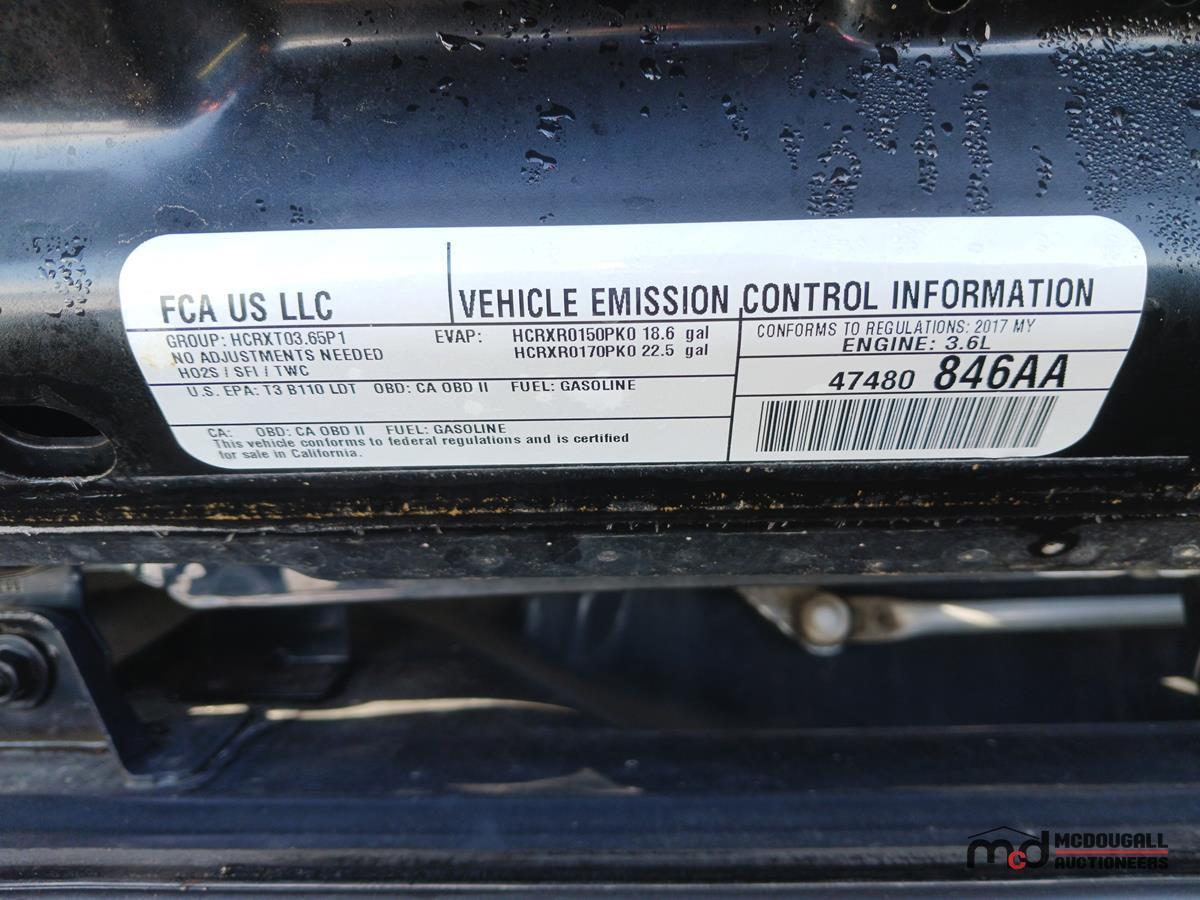 FCA US LLC
VEHICLE EMISSION CONTROL INFORMATION
GROUP: HCRXT03.65P1
NO ADJUSTMENTS NEEDED
HO2S / SFI / TWC
EVAP: HCRXR0150PK0 18.6 gal
HCRXR0170PK0 22.5 gal
CONFORMS TO REGULATIONS: 2017 MY
ENGINE: 3.6L
U.S. EPA: T3 B110 LDT OBD: CA OBD II FUEL: GASOLINE
47480 846AA
CA: OBD: CA OBD II FUEL: GASOLINE
This vehicle conforms to federal regulations and is certified
for sale in California.
mcd
MCDOUGALL
AUCTIONEERS